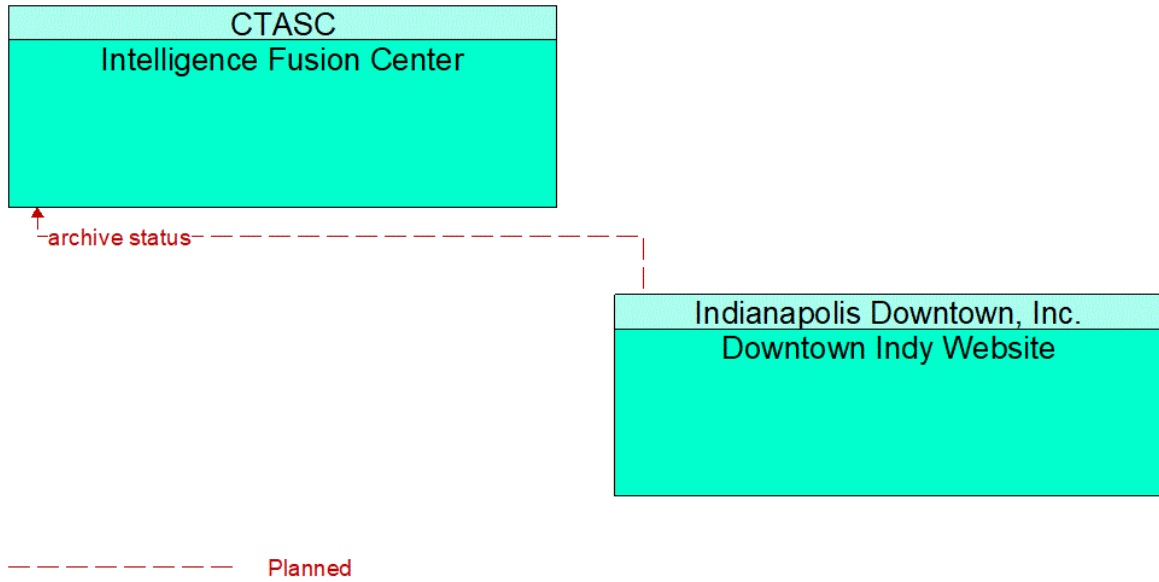 CTASC
Intelligence Fusion Center
archive status
Indianapolis Downtown, Inc.
Downtown Indy Website
Planned